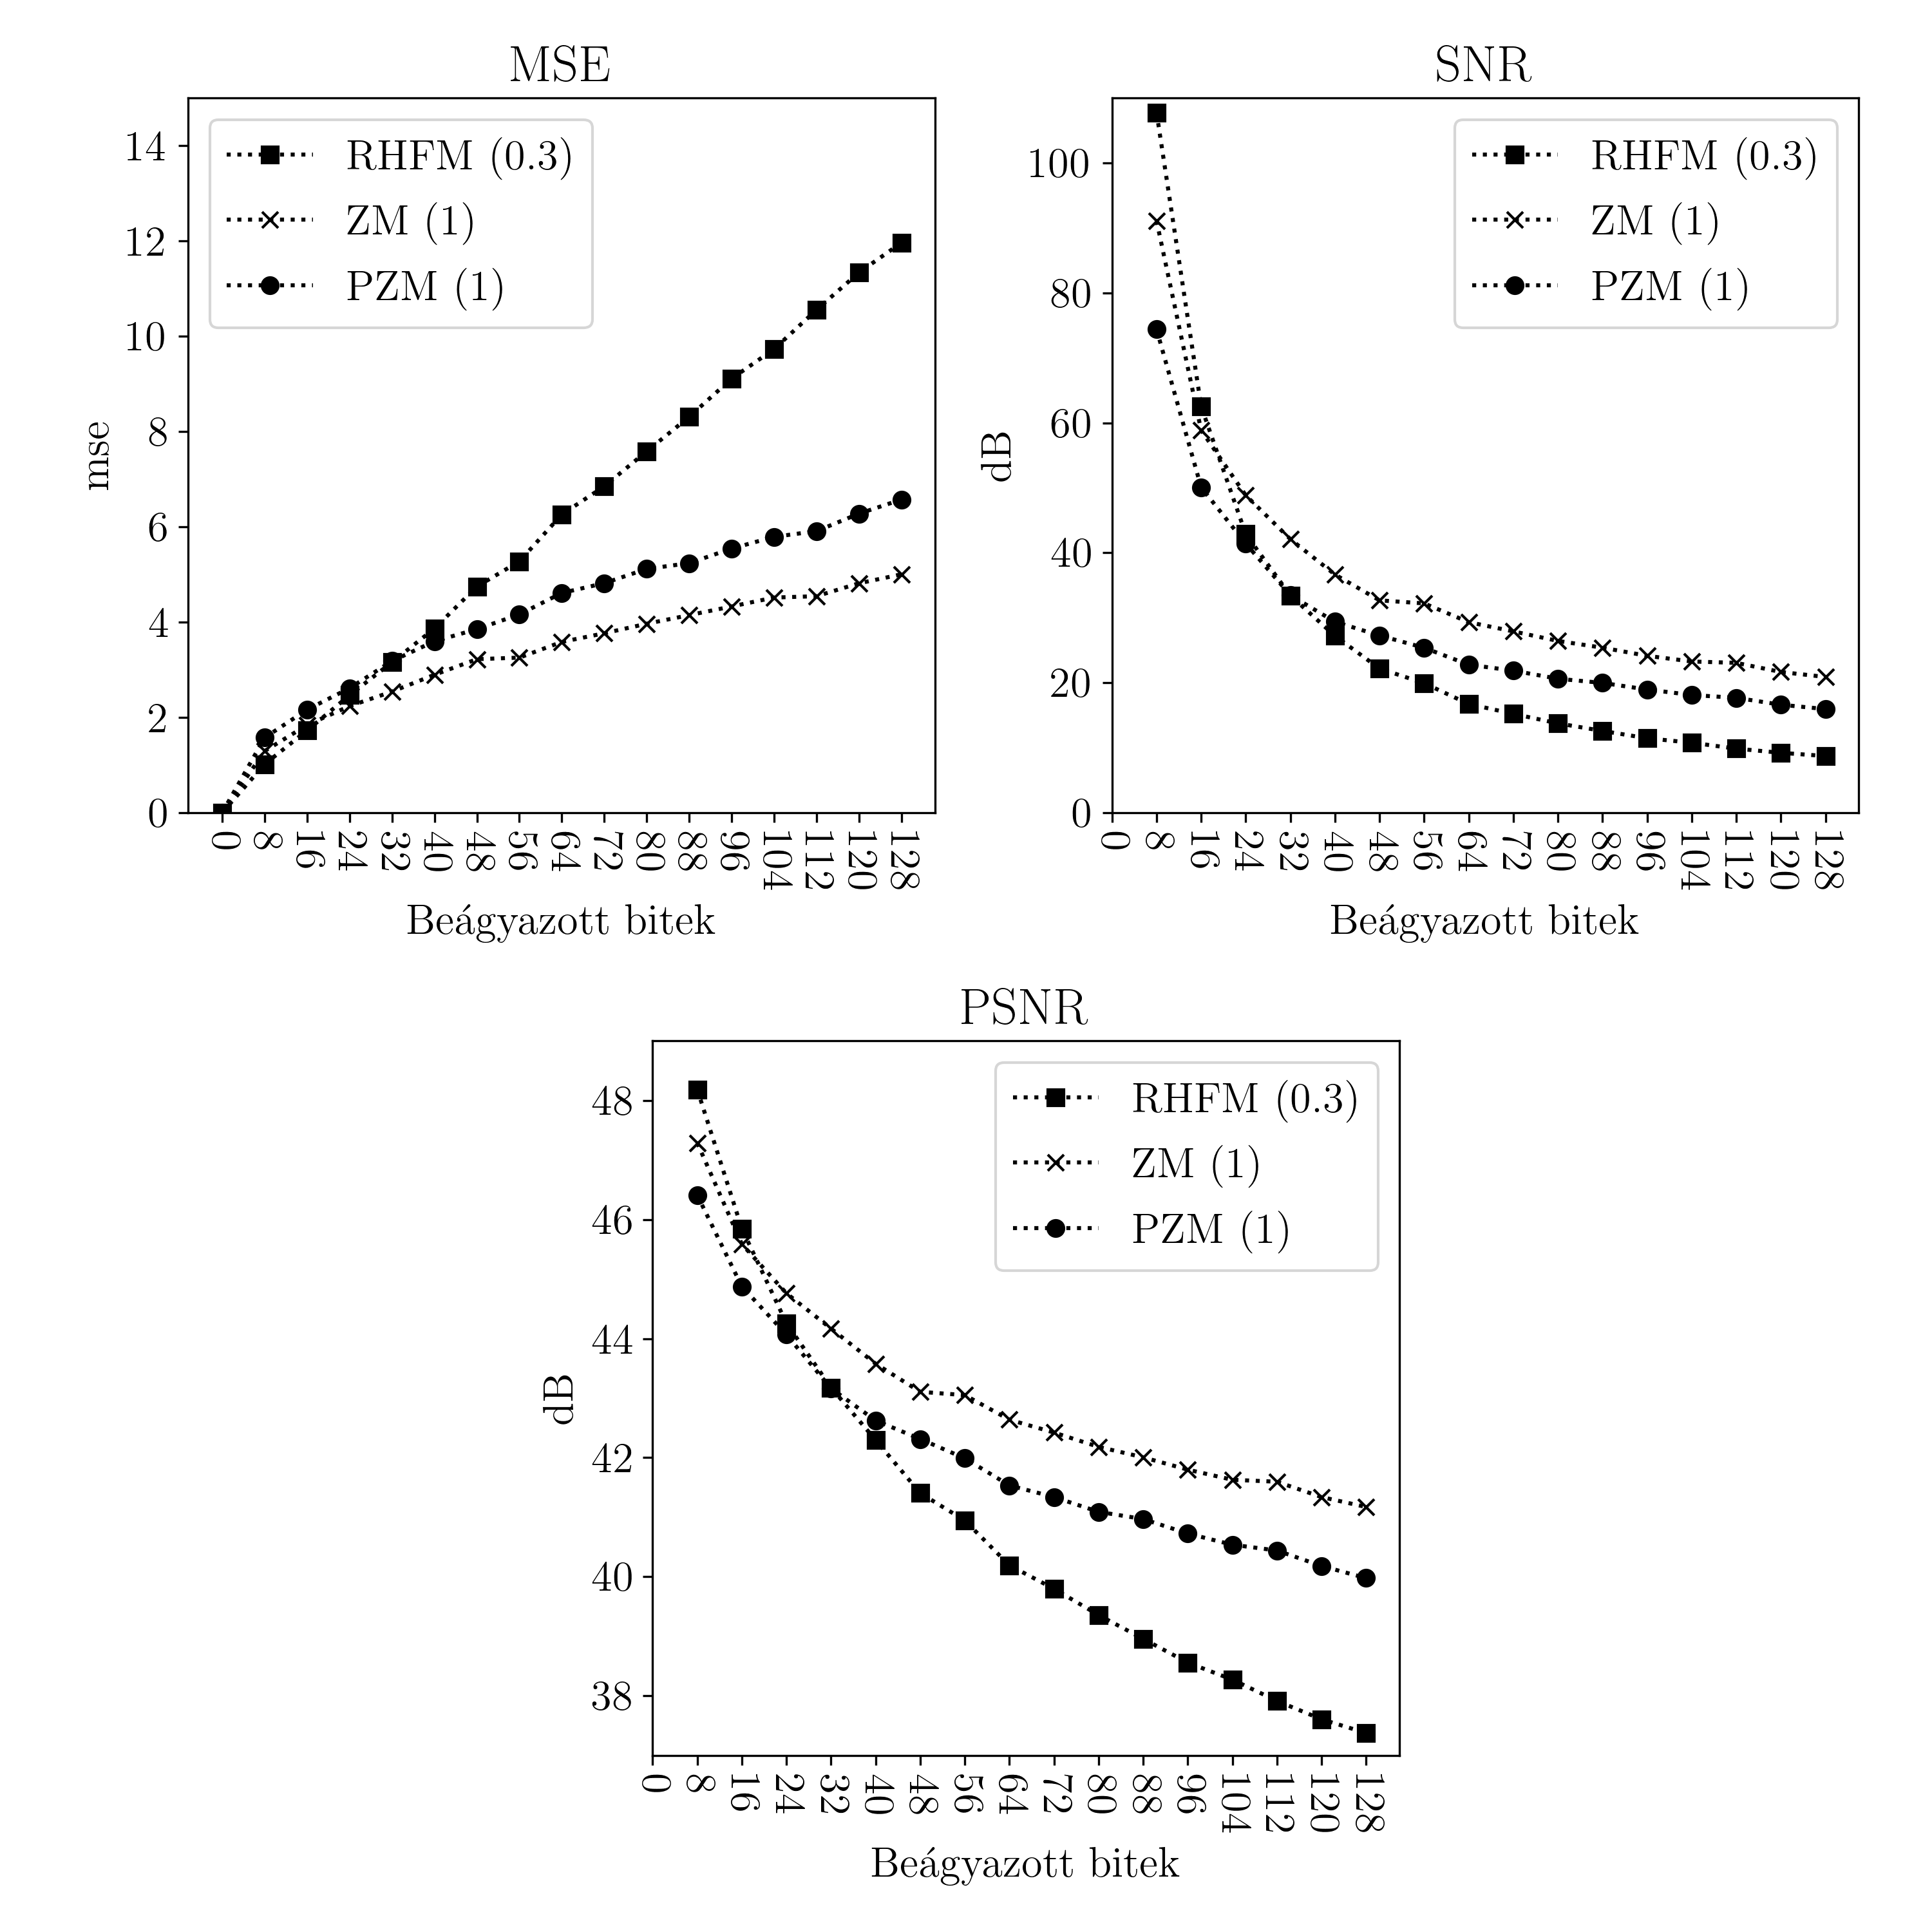 MSE
mse
14
12
10
8
6
4
2
0
RHFM (0.3)
ZM (1)
PZM (1)
0 8 16 24 32 40 48 56 64 72 80 88 96 104 112 120 128
Beágyazott bitek
SNR
dB
100
80
60
40
20
0
RHFM (0.3)
ZM (1)
PZM (1)
0 8 16 24 32 40 48 56 64 72 80 88 96 104 112 120 128
Beágyazott bitek
PSNR
dB
48
46
44
42
40
38
RHFM (0.3)
ZM (1)
PZM (1)
0 8 16 24 32 40 48 56 64 72 80 88 96 104 112 120 128
Beágyazott bitek